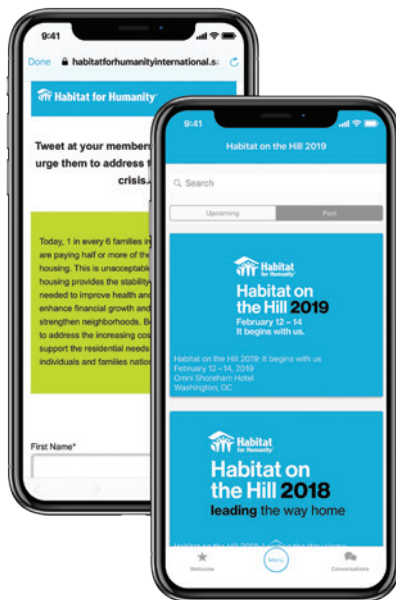 9:41
Done habitatforhumanityinternational.s
Habitat for Humanity
Tweet at your members
urge them to address
crisis.
Today, 1 in every 6 families in
are paying half or more of the
housing. This is unacceptable
housing provides the stability
needed to improve health and
enhance financial growth and
strengthen neighborhoods.
to address the increasing
support the residential needs
individuals and families
First Name*
9:41
Habitat on the Hill 2019
Search
Upcoming Past
Habitat
for Humanity
Habitat on
the Hill 2019
February 12 – 14
It begins with us.
Habitat on the Hill 2019: It begins with us
February 12 - 14, 2019
Omni Shoreham Hotel
Washington, DC
Habitat
for Humanity
Habitat on
the Hill 2018
leading the way home
Welcome Menu Conversations